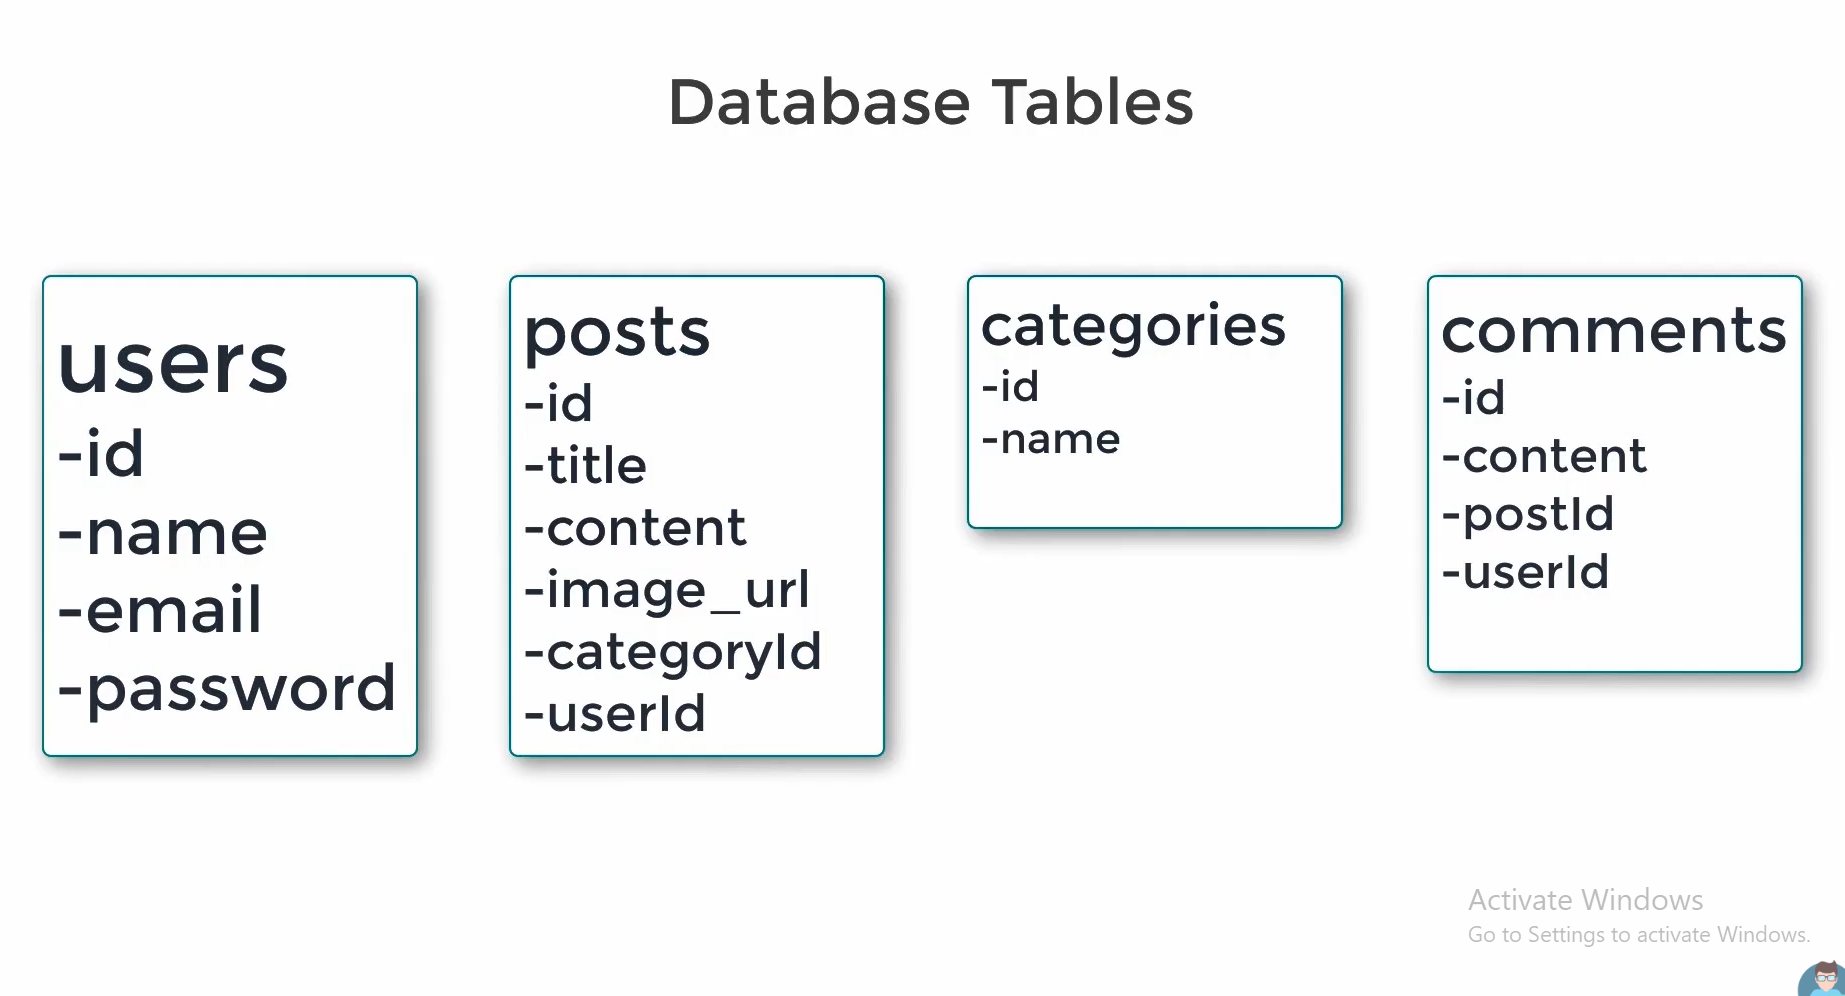 Database Tables
users
-id
-name
-email
-password
posts
-id
-title
-content
-image_url
-categoryId
-userId
categories
-id
-name
comments
-id
-content
-postId
-userId
Activate Windows
Go to Settings to activate Windows.